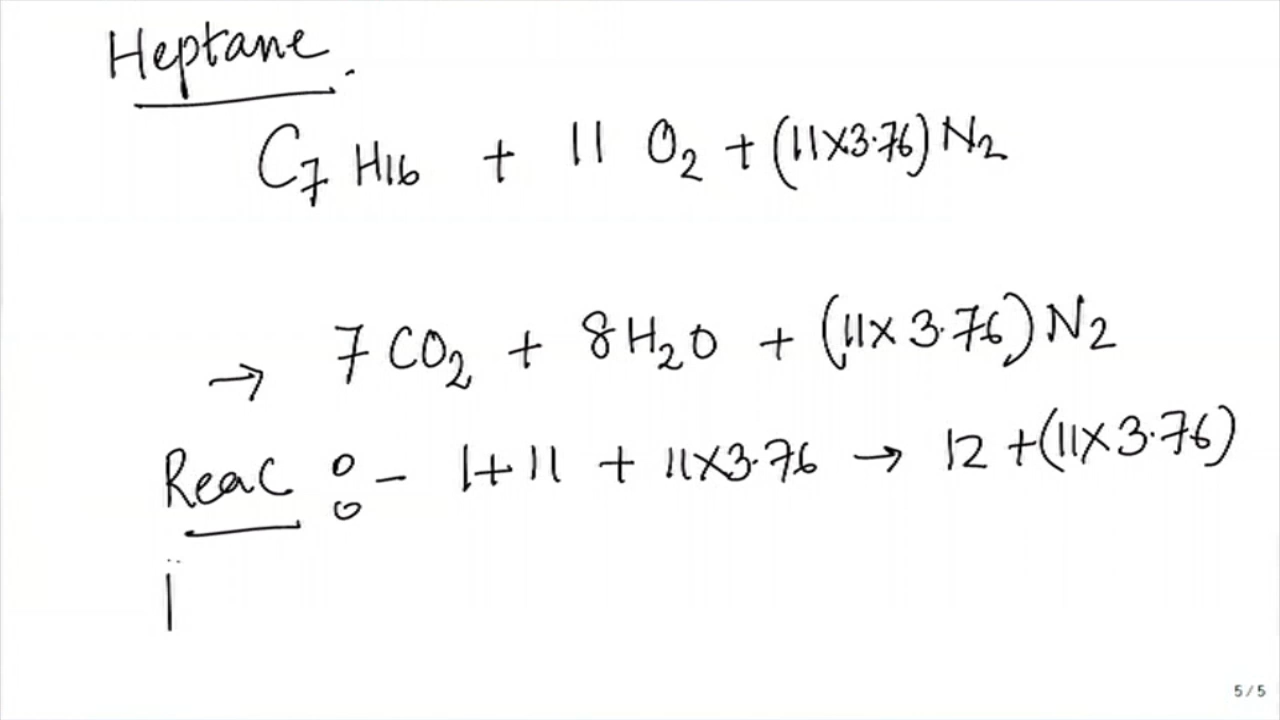 Heptane.
C7 H16 + 11 O2 + (11×3.76) N2
→ 7 CO2 + 8 H2O + (11×3.76) N2
Reac :- 1+11 + 11×3.76 → 12 + (11×3.76)
5/5